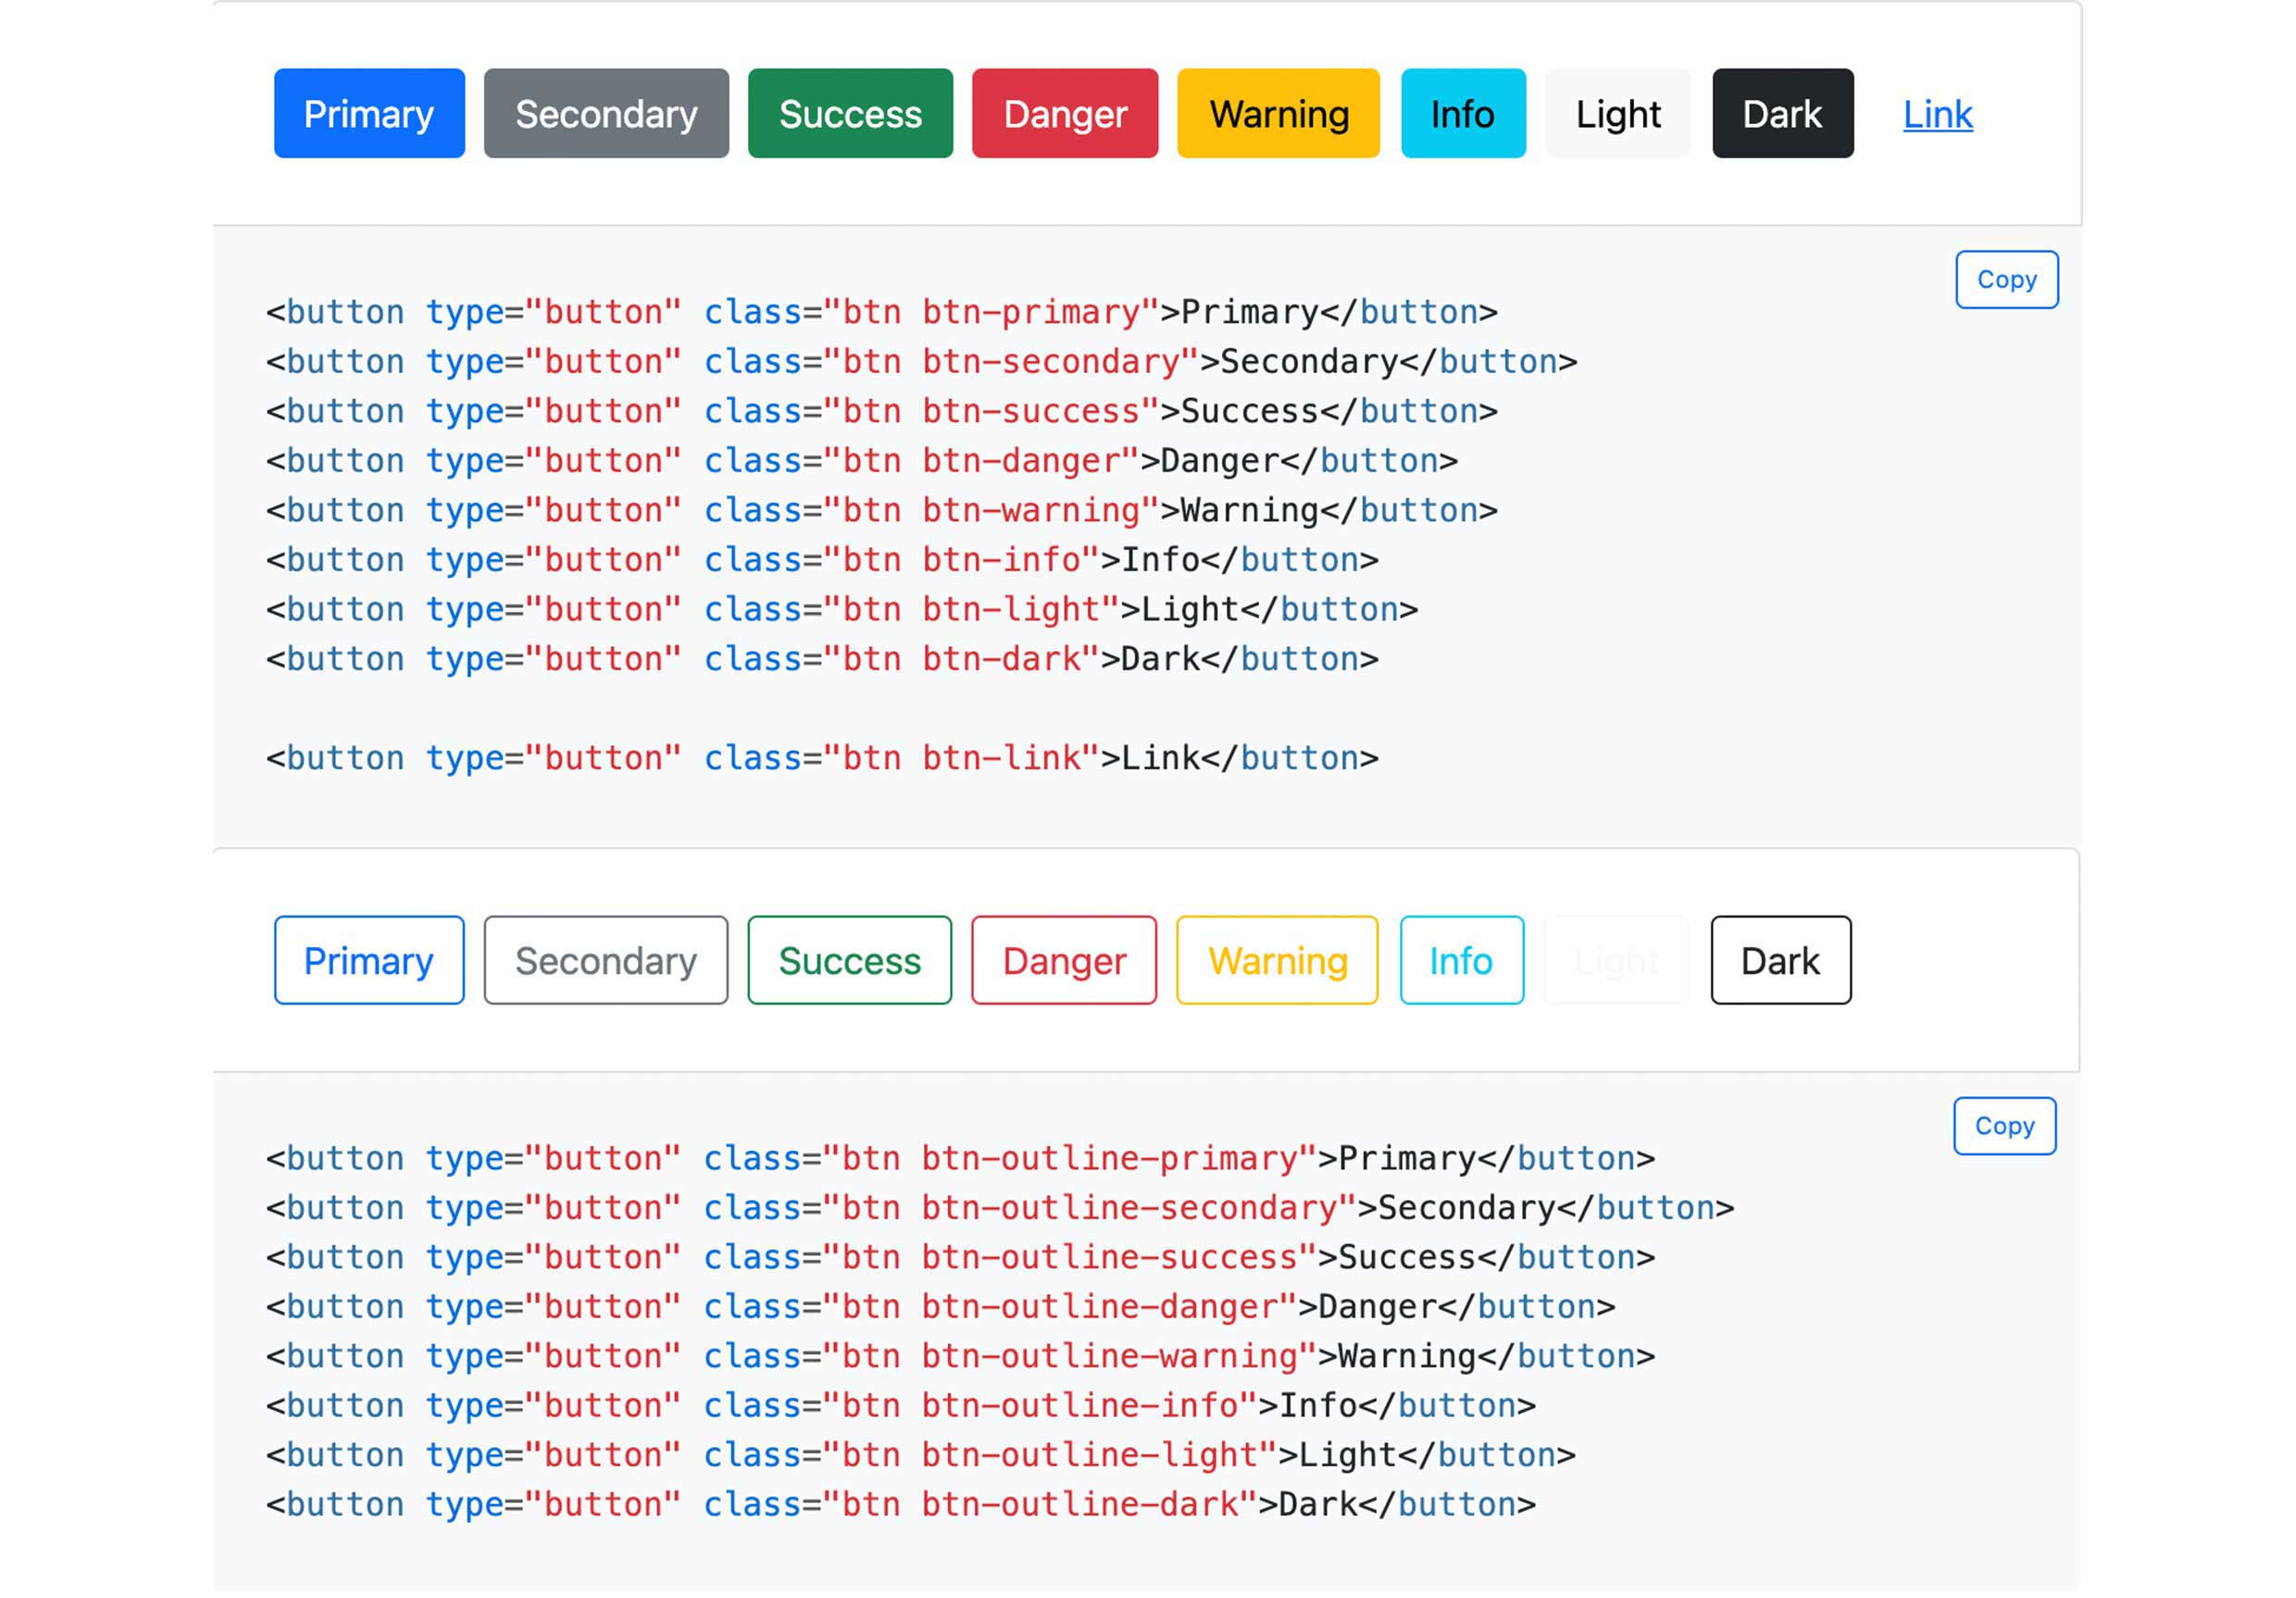 Primary Secondary Success Danger Warning Info Light Dark Link
Copy
<button type="button" class="btn btn-primary">Primary</button>
<button type="button" class="btn btn-secondary">Secondary</button>
<button type="button" class="btn btn-success">Success</button>
<button type="button" class="btn btn-danger">Danger</button>
<button type="button" class="btn btn-warning">Warning</button>
<button type="button" class="btn btn-info">Info</button>
<button type="button" class="btn btn-light">Light</button>
<button type="button" class="btn btn-dark">Dark</button>
<button type="button" class="btn btn-link">Link</button>
Primary Secondary Success Danger Warning Info Light Dark
Copy
<button type="button" class="btn btn-outline-primary">Primary</button>
<button type="button" class="btn btn-outline-secondary">Secondary</button>
<button type="button" class="btn btn-outline-success">Success</button>
<button type="button" class="btn btn-outline-danger">Danger</button>
<button type="button" class="btn btn-outline-warning">Warning</button>
<button type="button" class="btn btn-outline-info">Info</button>
<button type="button" class="btn btn-outline-light">Light</button>
<button type="button" class="btn btn-outline-dark">Dark</button>